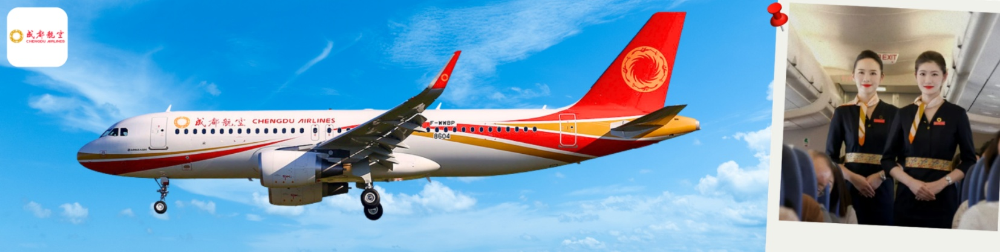 成都航空
CHENGDU AIRLINES
成都航空 CHENGDU AIRLINES
F-WWBP
8604
EXIT